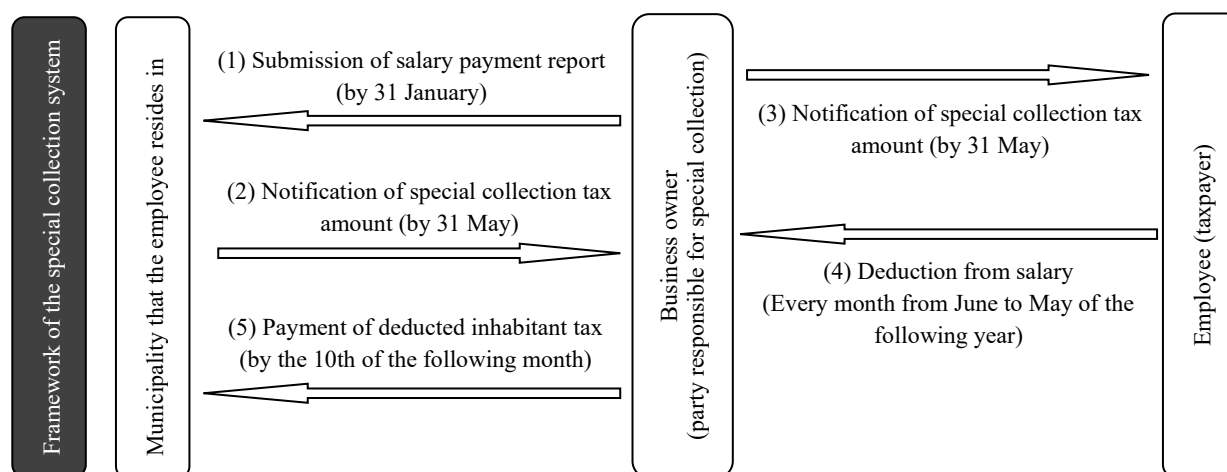 Framework of the special collection system
Municipality that the employee resides in
(1) Submission of salary payment report
(by 31 January)
(2) Notification of special collection tax
amount (by 31 May)
(5) Payment of deducted inhabitant tax
(by the 10th of the following month)
Business owner
(party responsible for special collection)
(3) Notification of special collection tax
amount (by 31 May)
(4) Deduction from salary
(Every month from June to May of the
following year)
Employee (taxpayer)